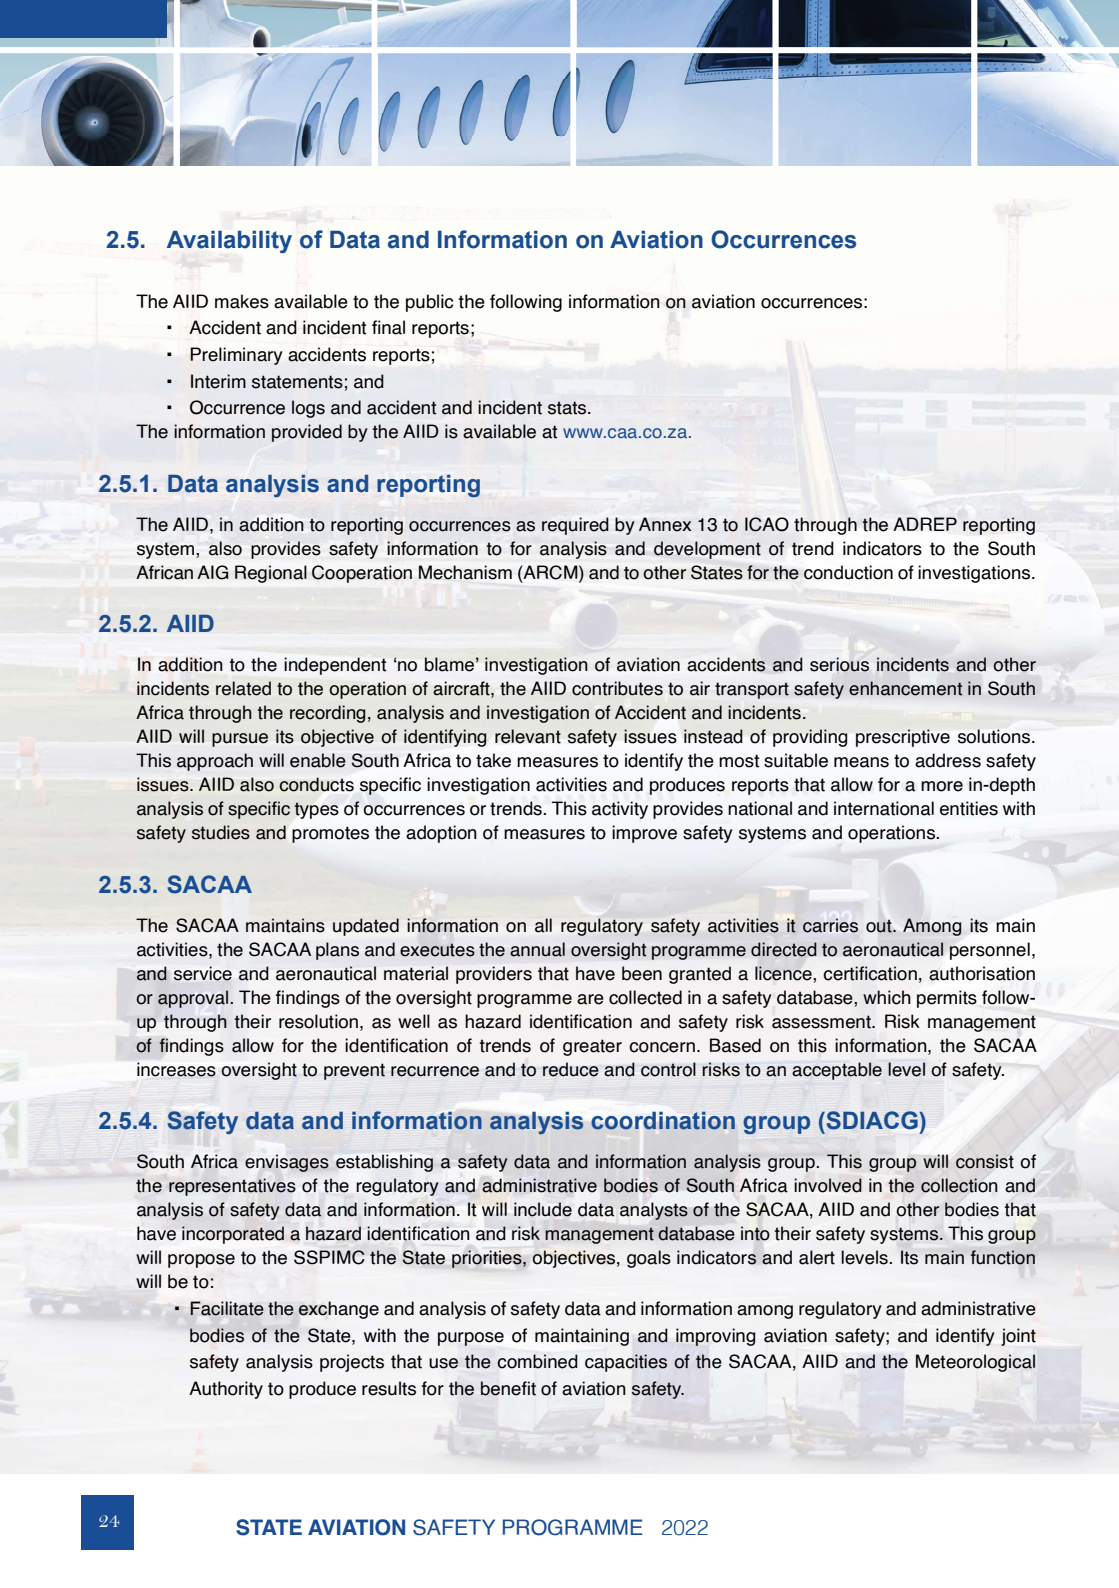 2.5. Availability of Data and Information on Aviation Occurrences
The AIID makes available to the public the following information on aviation occurrences:
▪ Accident and incident final reports;
▪ Preliminary accidents reports;
▪ Interim statements; and
▪ Occurrence logs and accident and incident stats.
The information provided by the AIID is available at www.caa.co.za.
2.5.1. Data analysis and reporting
The AIID, in addition to reporting occurrences as required by Annex 13 to ICAO through the ADREP reporting
system, also provides safety information to for analysis and development of trend indicators to the South
African AIG Regional Cooperation Mechanism (ARCM) and to other States for the conduction of investigations.
2.5.2. AIID
In addition to the independent ‘no blame’ investigation of aviation accidents and serious incidents and other
incidents related to the operation of aircraft, the AIID contributes to air transport safety enhancement in South
Africa through the recording, analysis and investigation of Accident and incidents.
AIID will pursue its objective of identifying relevant safety issues instead of providing prescriptive solutions.
This approach will enable South Africa to take measures to identify the most suitable means to address safety
issues. AIID also conducts specific investigation activities and produces reports that allow for a more in-depth
analysis of specific types of occurrences or trends. This activity provides national and international entities with
safety studies and promotes the adoption of measures to improve safety systems and operations.
2.5.3. SACAA
The SACAA maintains updated information on all regulatory safety activities it carries out. Among its main
activities, the SACAA plans and executes the annual oversight programme directed to aeronautical personnel,
and service and aeronautical material providers that have been granted a licence, certification, authorisation
or approval. The findings of the oversight programme are collected in a safety database, which permits follow-
up through their resolution, as well as hazard identification and safety risk assessment. Risk management
of findings allow for the identification of trends of greater concern. Based on this information, the SACAA
increases oversight to prevent recurrence and to reduce and control risks to an acceptable level of safety.
2.5.4. Safety data and information analysis coordination group (SDIACG)
South Africa envisages establishing a safety data and information analysis group. This group will consist of
the representatives of the regulatory and administrative bodies of South Africa involved in the collection and
analysis of safety data and information. It will include data analysts of the SACAA, AIID and other bodies that
have incorporated a hazard identification and risk management database into their safety systems. This group
will propose to the SSPIMC the State priorities, objectives, goals indicators and alert levels. Its main function
will be to:
▪ Facilitate the exchange and analysis of safety data and information among regulatory and administrative
bodies of the State, with the purpose of maintaining and improving aviation safety; and identify joint
safety analysis projects that use the combined capacities of the SACAA, AIID and the Meteorological
Authority to produce results for the benefit of aviation safety.
24
STATE AVIATION SAFETY PROGRAMME 2022